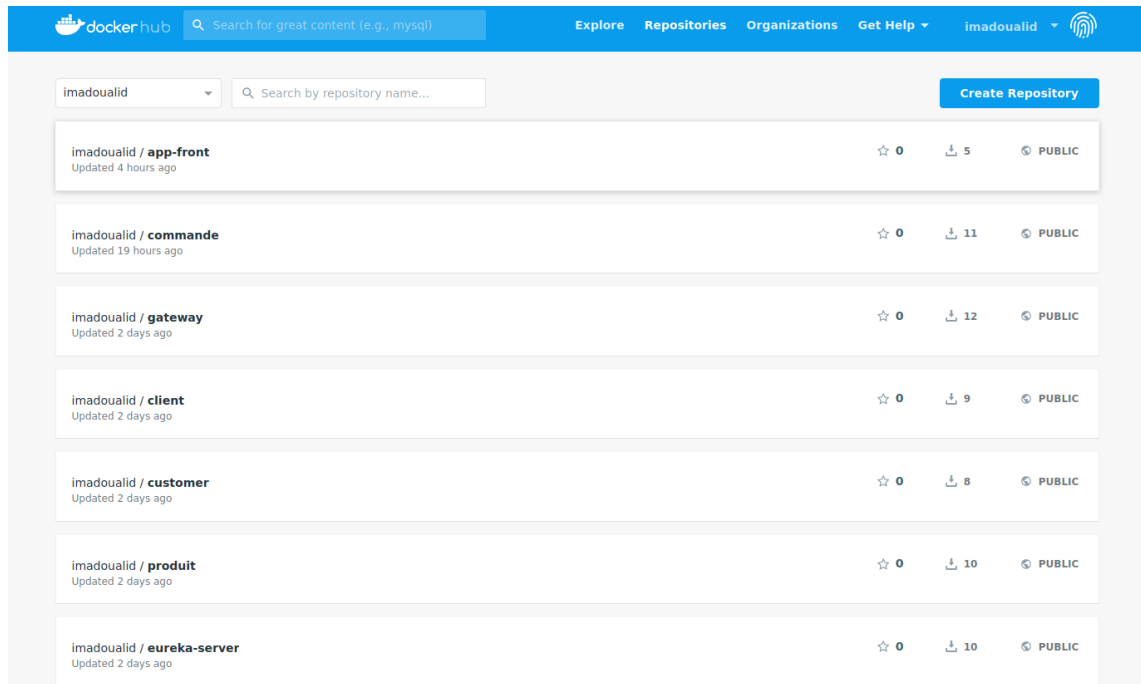 dockerhub Search for great content (e.g., mysql) Explore Repositories Organizations Get Help imadoualid
imadoualid Search by repository name... Create Repository
imadoualid / app-front 0 5 PUBLIC
Updated 4 hours ago
imadoualid / commande 0 11 PUBLIC
Updated 19 hours ago
imadoualid / gateway 0 12 PUBLIC
Updated 2 days ago
imadoualid / client 0 9 PUBLIC
Updated 2 days ago
imadoualid / customer 0 8 PUBLIC
Updated 2 days ago
imadoualid / produit 0 10 PUBLIC
Updated 2 days ago
imadoualid / eureka-server 0 10 PUBLIC
Updated 2 days ago